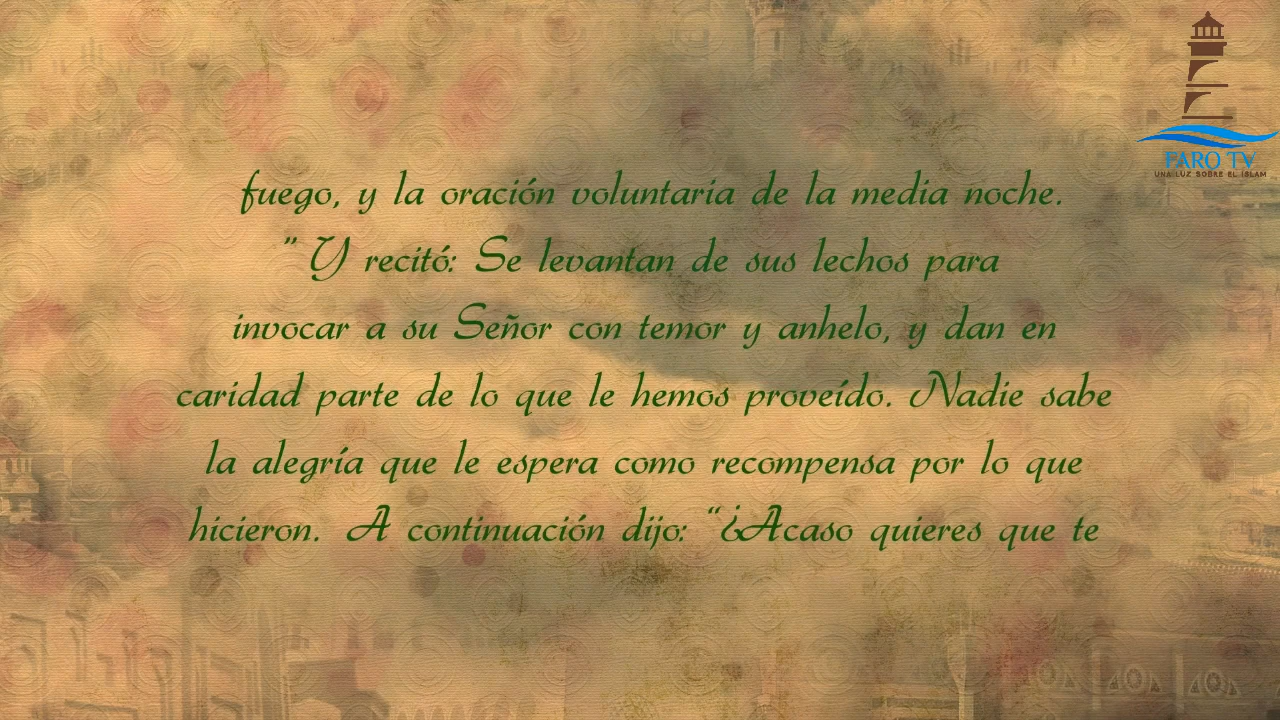 FARO TV
UNA LUZ SOBRE EL ISLAM
fuego, y la oración voluntaria de la media noche.
" Y recitó: Se levantan de sus lechos para
invocar a su Señor con temor y anhelo, y dan en
caridad parte de lo que le hemos proveído. Nadie sabe
la alegría que le espera como recompensa por lo que
hicieron. A continuación dijo: “¿Acaso quieres que te